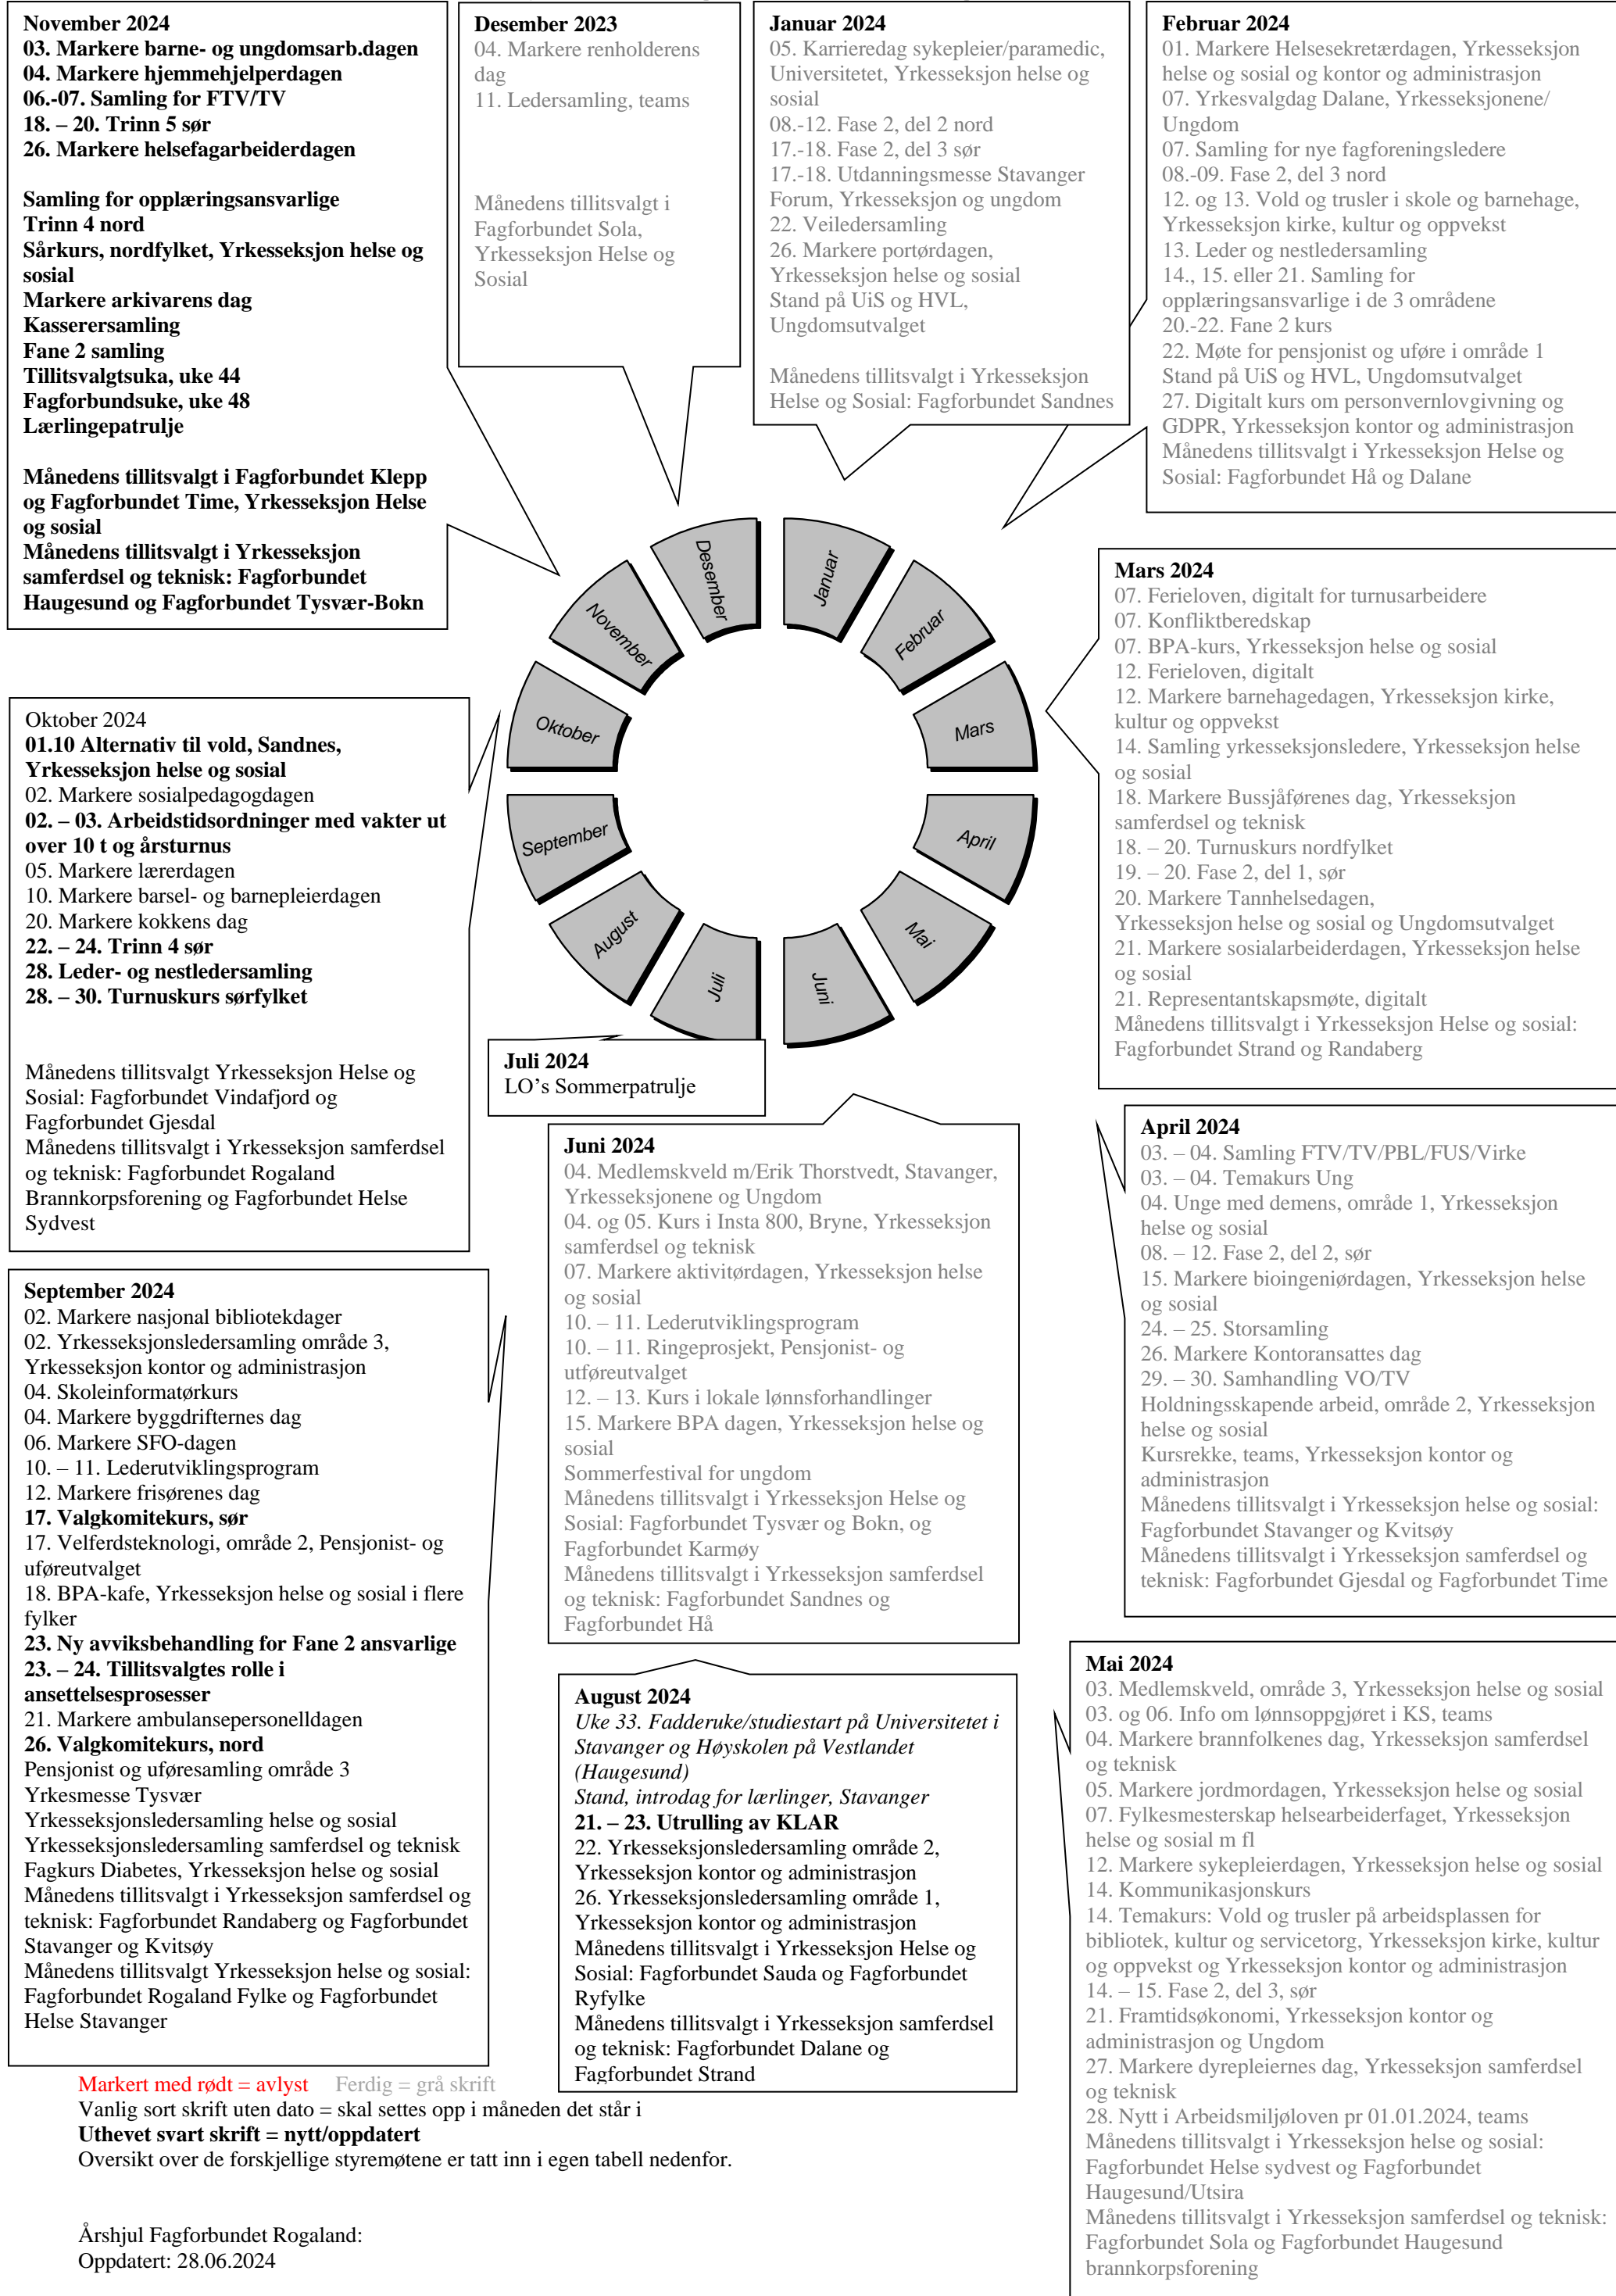 November 2024
03. Markere barne- og ungdomsarb.dagen
04. Markere hjemmehjelperdagen
06.-07. Samling for FTV/TV
18. – 20. Trinn 5 sør
26. Markere helsefagarbeiderdagen
Samling for opplæringsansvarlige
Trinn 4 nord
Sårkurs, nordfylket, Yrkesseksjon helse og
sosial
Markere arkivarens dag
Kasserersamling
Fane 2 samling
Tillitsvalgtsuka, uke 44
Fagforbundsuke, uke 48
Lærlingepatrulje
Månedens tillitsvalgt i Fagforbundet Klepp
og Fagforbundet Time, Yrkesseksjon Helse
og sosial
Månedens tillitsvalgt i Yrkesseksjon
samferdsel og teknisk: Fagforbundet
Haugesund og Fagforbundet Tysvær-Bokn
Desember 2023
04. Markere renholderens
dag
11. Ledersamling, teams
Månedens tillitsvalgt i
Fagforbundet Sola,
Yrkesseksjon Helse og
Sosial
Januar 2024
05. Karrieredag sykepleier/paramedic,
Universitetet, Yrkesseksjon helse og
sosial
08.-12. Fase 2, del 2 nord
17.-18. Fase 2, del 3 sør
17.-18. Utdanningsmesse Stavanger
Forum, Yrkesseksjon og ungdom
22. Veiledersamling
26. Markere portørdagen,
Yrkesseksjon helse og sosial
Stand på UiS og HVL,
Ungdomsutvalget
Månedens tillitsvalgt i Yrkesseksjon
Helse og Sosial: Fagforbundet Sandnes
Februar 2024
01. Markere Helsesekretærdagen, Yrkesseksjon
helse og sosial og kontor og administrasjon
07. Yrkesvalgdag Dalane, Yrkesseksjonene/
Ungdom
07. Samling for nye fagforeningsledere
08.-09. Fase 2, del 3 nord
12. og 13. Vold og trusler i skole og barnehage,
Yrkesseksjon kirke, kultur og oppvekst
13. Leder og nestledersamling
14., 15. eller 21. Samling for
opplæringsansvarlige i de 3 områdene
20.-22. Fane 2 kurs
22. Møte for pensjonist og uføre i område 1
Stand på UiS og HVL, Ungdomsutvalget
27. Digitalt kurs om personvernlovgivning og
GDPR, Yrkesseksjon kontor og administrasjon
Månedens tillitsvalgt i Yrkesseksjon Helse og
Sosial: Fagforbundet Hå og Dalane
Desember
Januar
November
Februar
Oktober
Mars
September
April
August
Mai
Juli
Juni
Mars 2024
07. Ferieloven, digitalt for turnusarbeidere
07. Konfliktberedskap
07. BPA-kurs, Yrkesseksjon helse og sosial
12. Ferieloven, digitalt
12. Markere barnehagedagen, Yrkesseksjon kirke,
kultur og oppvekst
14. Samling yrkesseksjonsledere, Yrkesseksjon helse
og sosial
18. Markere Bussjåførenes dag, Yrkesseksjon
samferdsel og teknisk
18. – 20. Turnuskurs nordfylket
19. – 20. Fase 2, del 1, sør
20. Markere Tannhelsedagen,
Yrkesseksjon helse og sosial og Ungdomsutvalget
21. Markere sosialarbeiderdagen, Yrkesseksjon helse
og sosial
21. Representantskapsmøte, digitalt
Månedens tillitsvalgt i Yrkesseksjon Helse og sosial:
Fagforbundet Strand og Randaberg
Oktober 2024
01.10 Alternativ til vold, Sandnes,
Yrkesseksjon helse og sosial
02. Markere sosialpedagogdagen
02. – 03. Arbeidstidsordninger med vakter ut
over 10 t og årsturnus
05. Markere lærerdagen
10. Markere barsel- og barnepleierdagen
20. Markere kokkens dag
22. – 24. Trinn 4 sør
28. Leder- og nestledersamling
28. – 30. Turnuskurs sørfylket
Månedens tillitsvalgt Yrkesseksjon Helse og
Sosial: Fagforbundet Vindafjord og
Fagforbundet Gjesdal
Månedens tillitsvalgt i Yrkesseksjon samferdsel
og teknisk: Fagforbundet Rogaland
Brannkorpsforening og Fagforbundet Helse
Sydvest
Juli 2024
LO's Sommerpatrulje
Juni 2024
04. Medlemskveld m/Erik Thorstvedt, Stavanger,
Yrkesseksjonene og Ungdom
04. og 05. Kurs i Insta 800, Bryne, Yrkesseksjon
samferdsel og teknisk
07. Markere aktivitørdagen, Yrkesseksjon helse
og sosial
10. – 11. Lederutviklingsprogram
10. – 11. Ringeprosjekt, Pensjonist- og
utføreutvalget
12. – 13. Kurs i lokale lønnsforhandlinger
15. Markere BPA dagen, Yrkesseksjon helse og
sosial
Sommerfestival for ungdom
Månedens tillitsvalgt i Yrkesseksjon Helse og
Sosial: Fagforbundet Tysvær og Bokn, og
Fagforbundet Karmøy
Månedens tillitsvalgt i Yrkesseksjon samferdsel
og teknisk: Fagforbundet Sandnes og
Fagforbundet Hå
April 2024
03. – 04. Samling FTV/TV/PBL/FUS/Virke
03. – 04. Temakurs Ung
04. Unge med demens, område 1, Yrkesseksjon
helse og sosial
08. – 12. Fase 2, del 2, sør
15. Markere bioingeniørdagen, Yrkesseksjon helse
og sosial
24. – 25. Storsamling
26. Markere Kontoransattes dag
29. – 30. Samhandling VO/TV
Holdningsskapende arbeid, område 2, Yrkesseksjon
helse og sosial
Kursrekke, teams, Yrkesseksjon kontor og
administrasjon
Månedens tillitsvalgt i Yrkesseksjon helse og sosial:
Fagforbundet Stavanger og Kvitsøy
Månedens tillitsvalgt i Yrkesseksjon samferdsel og
teknisk: Fagforbundet Gjesdal og Fagforbundet Time
September 2024
02. Markere nasjonal bibliotekdager
02. Yrkesseksjonsledersamling område 3,
Yrkesseksjon kontor og administrasjon
04. Skoleinformatørkurs
04. Markere byggdrifternes dag
06. Markere SFO-dagen
10. – 11. Lederutviklingsprogram
12. Markere frisørenes dag
17. Valgkomitekurs, sør
17. Velferdsteknologi, område 2, Pensjonist- og
uføreutvalget
18. BPA-kafe, Yrkesseksjon helse og sosial i flere
fylker
23. Ny avviksbehandling for Fane 2 ansvarlige
23. – 24. Tillitsvalgtes rolle i
ansettelsesprosesser
21. Markere ambulansepersonelldagen
26. Valgkomitekurs, nord
Pensjonist og uføresamling område 3
Yrkesmesse Tysvær
Yrkesseksjonsledersamling helse og sosial
Yrkesseksjonsledersamling samferdsel og teknisk
Fagkurs Diabetes, Yrkesseksjon helse og sosial
Månedens tillitsvalgt i Yrkesseksjon samferdsel og
teknisk: Fagforbundet Randaberg og Fagforbundet
Stavanger og Kvitsøy
Månedens tillitsvalgt Yrkesseksjon helse og sosial:
Fagforbundet Rogaland Fylke og Fagforbundet
Helse Stavanger
August 2024
Uke 33. Fadderuke/studiestart på Universitetet i
Stavanger og Høyskolen på Vestlandet
(Haugesund)
Stand, introdag for lærlinger, Stavanger
21. – 23. Utrulling av KLAR
22. Yrkesseksjonsledersamling område 2,
Yrkesseksjon kontor og administrasjon
26. Yrkesseksjonsledersamling område 1,
Yrkesseksjon kontor og administrasjon
Månedens tillitsvalgt i Yrkesseksjon Helse og
Sosial: Fagforbundet Sauda og Fagforbundet
Ryfylke
Månedens tillitsvalgt i Yrkesseksjon samferdsel
og teknisk: Fagforbundet Dalane og
Fagforbundet Strand
Mai 2024
03. Medlemskveld, område 3, Yrkesseksjon helse og sosial
03. og 06. Info om lønnsoppgjøret i KS, teams
04. Markere brannfolkenes dag, Yrkesseksjon samferdsel
og teknisk
05. Markere jordmordagen, Yrkesseksjon helse og sosial
07. Fylkesmesterskap helsearbeiderfaget, Yrkesseksjon
helse og sosial m fl
12. Markere sykepleierdagen, Yrkesseksjon helse og sosial
14. Kommunikasjonskurs
14. Temakurs: Vold og trusler på arbeidsplassen for
bibliotek, kultur og servicetorg, Yrkesseksjon kirke, kultur
og oppvekst og Yrkesseksjon kontor og administrasjon
14. – 15. Fase 2, del 3, sør
21. Framtidsøkonomi, Yrkesseksjon kontor og
administrasjon og Ungdom
27. Markere dyrepleiernes dag, Yrkesseksjon samferdsel
og teknisk
28. Nytt i Arbeidsmiljøloven pr 01.01.2024, teams
Månedens tillitsvalgt i Yrkesseksjon helse og sosial:
Fagforbundet Helse sydvest og Fagforbundet
Haugesund/Utsira
Månedens tillitsvalgt i Yrkesseksjon samferdsel og teknisk:
Fagforbundet Sola og Fagforbundet Haugesund
brannkorpsforening
Markert med rødt = avlyst Ferdig = grå skrift
Vanlig sort skrift uten dato = skal settes opp i måneden det står i
Uthevet svart skrift = nytt/oppdatert
Oversikt over de forskjellige styremøtene er tatt inn i egen tabell nedenfor.
Årshjul Fagforbundet Rogaland:
Oppdatert: 28.06.2024